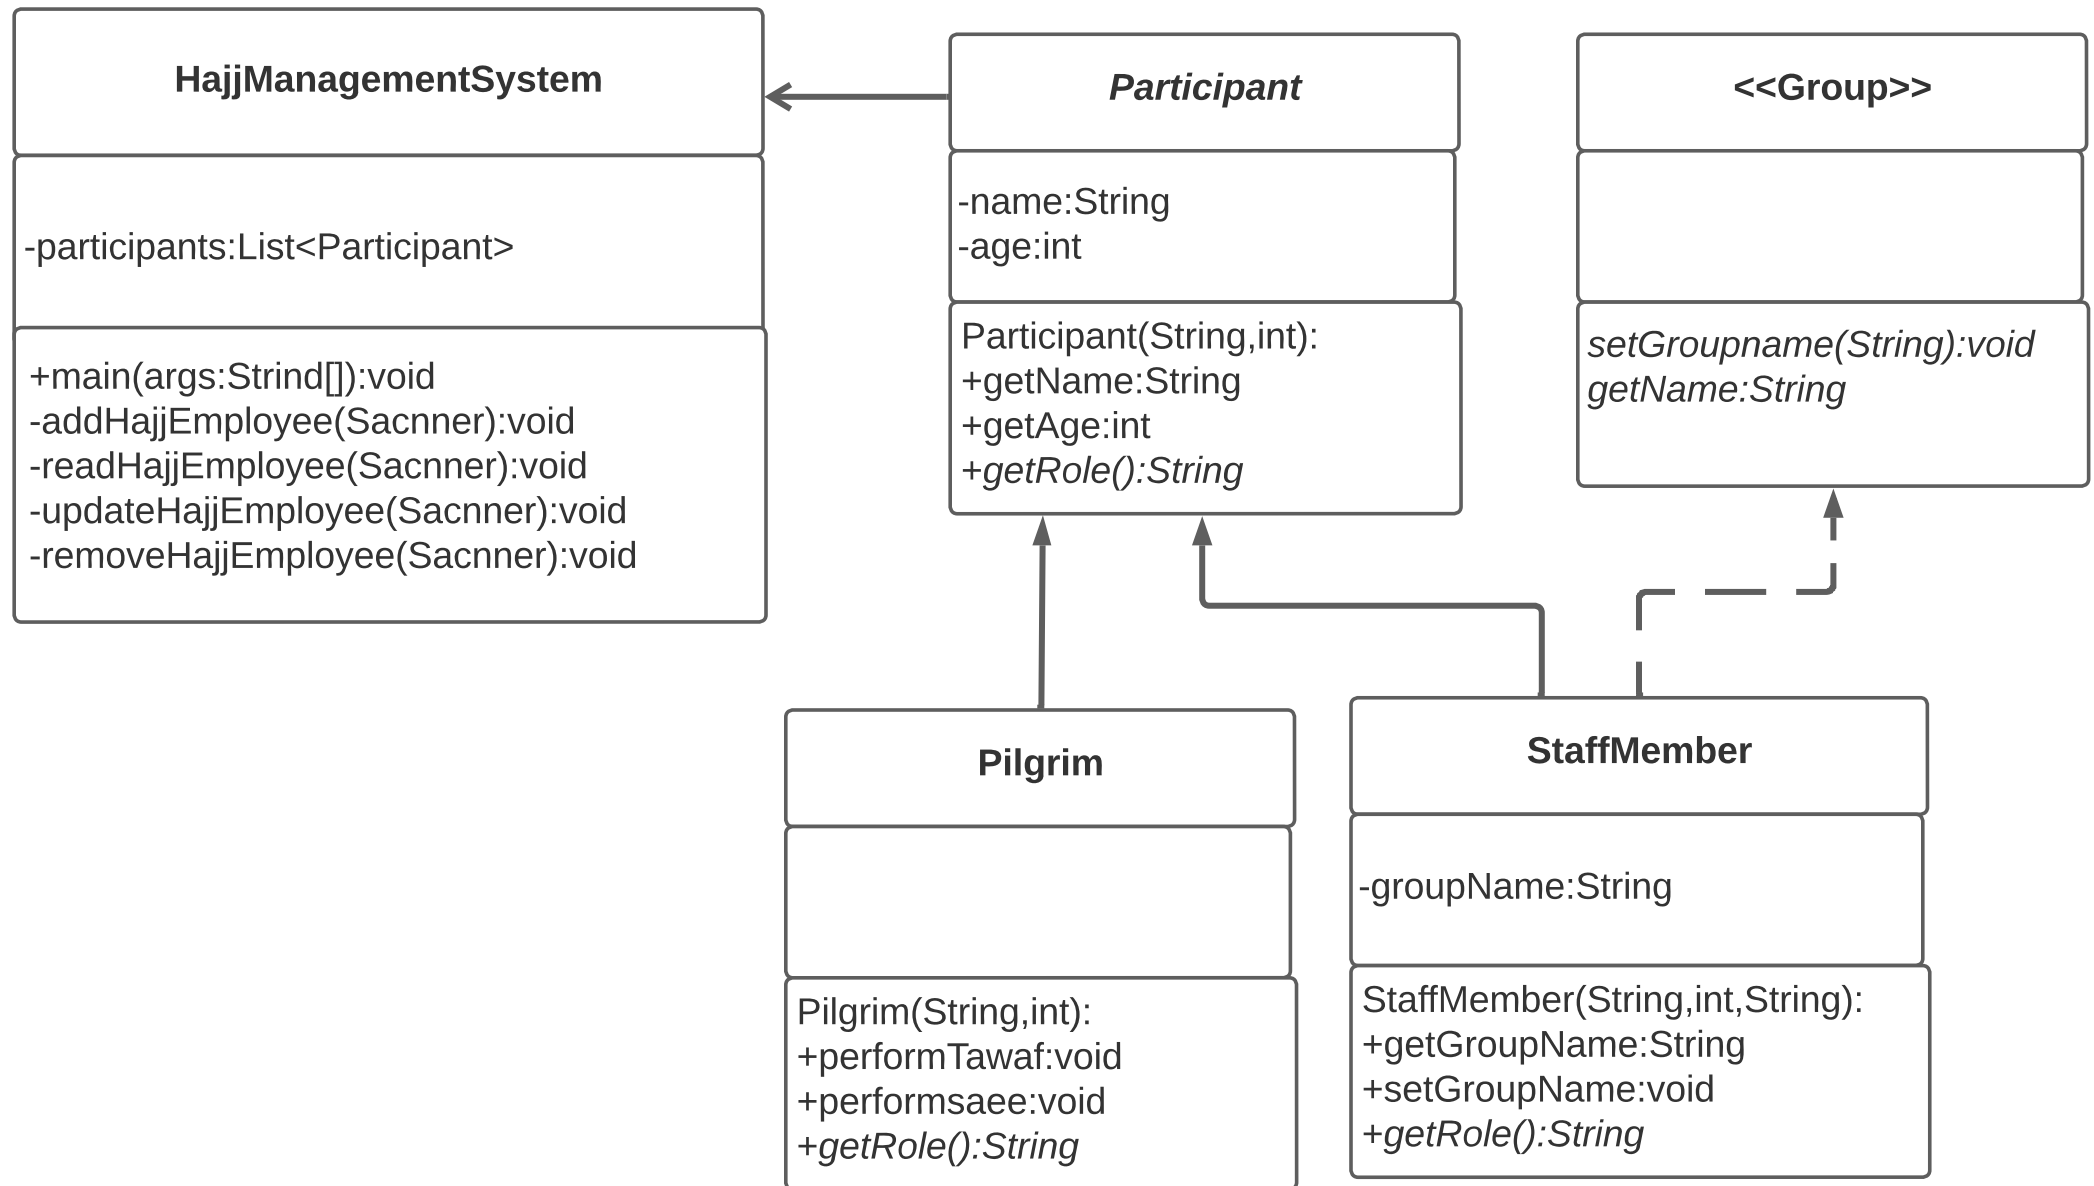 HajjManagementSystem
-participants:List<Participant>
+main(args:Strind[]):void
-addHajjEmployee(Sacnner):void
-readHajjEmployee(Sacnner):void
-updateHajjEmployee(Sacnner):void
-removeHajjEmployee(Sacnner):void
Participant
-name:String
-age:int
Participant(String,int):
+getName:String
+getAge:int
+getRole():String
<<Group>>
setGroupname(String):void
getName:String
Pilgrim
Pilgrim(String,int):
+performTawaf:void
+performsaee:void
+getRole():String
StaffMember
-groupName:String
StaffMember(String,int,String):
+getGroupName:String
+setGroupName:void
+getRole():String